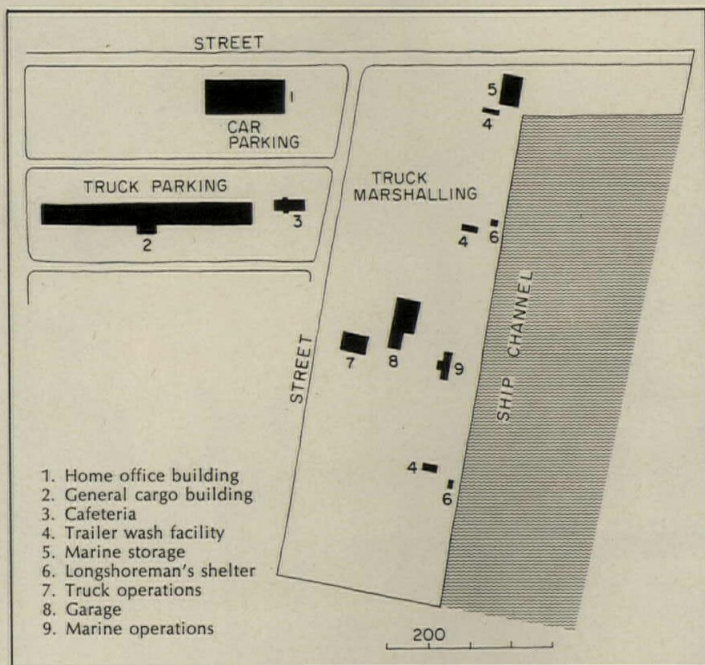 STREET
1
CAR
PARKING
5
4
TRUCK PARKING
2
3
TRUCK
MARSHALLING
4
6
STREET
7
8
9
SHIP CHANNEL
4
6
1. Home office building
2. General cargo building
3. Cafeteria
4. Trailer wash facility
5. Marine storage
6. Longshoreman's shelter
7. Truck operations
8. Garage
9. Marine operations
200